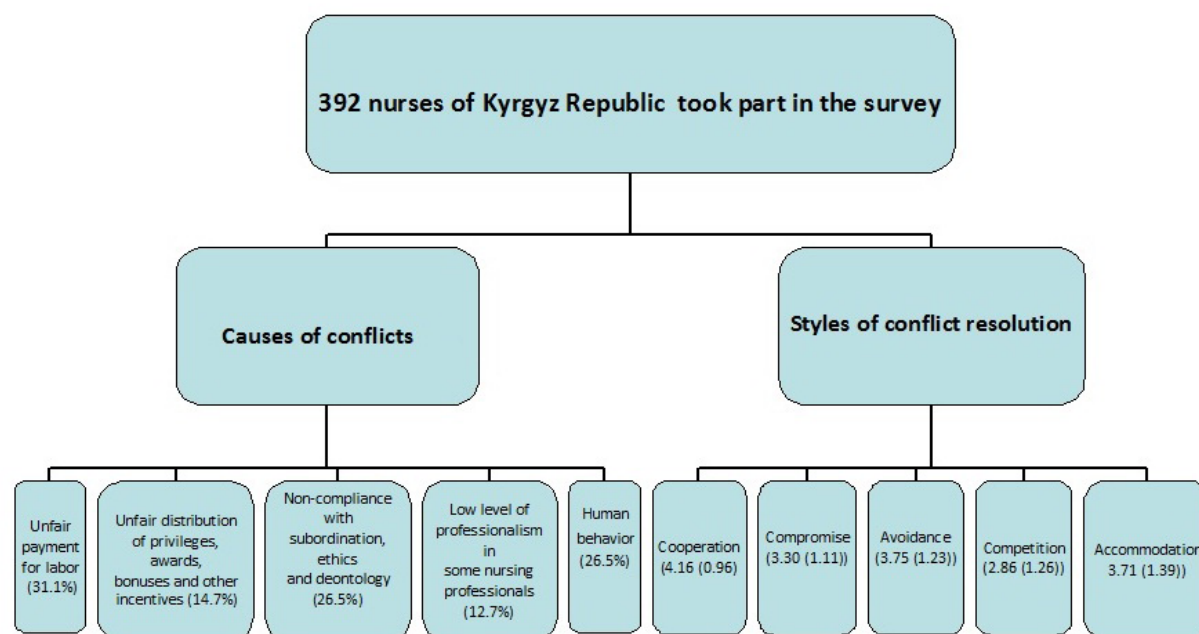 392 nurses of Kyrgyz Republic took part in the survey
Causes of conflicts
Styles of conflict resolution
Unfair
payment
for labor
(31.1%)
Unfair distribution
of privileges,
awards,
bonuses and other
incentives (14.7%)
Non-compliance
with
subordination,
ethics
and deontology
(26.5%)
Low level of
professionalism
in
some nursing
professionals
(12.7%)
Human
behavior
(26.5%)
Cooperation
(4.16 (0.96)
Compromise
(3.30 (1.11))
Avoidance
(3.75 (1.23))
Competition
(2.86 (1.26))
Accommodation
3.71 (1.39))